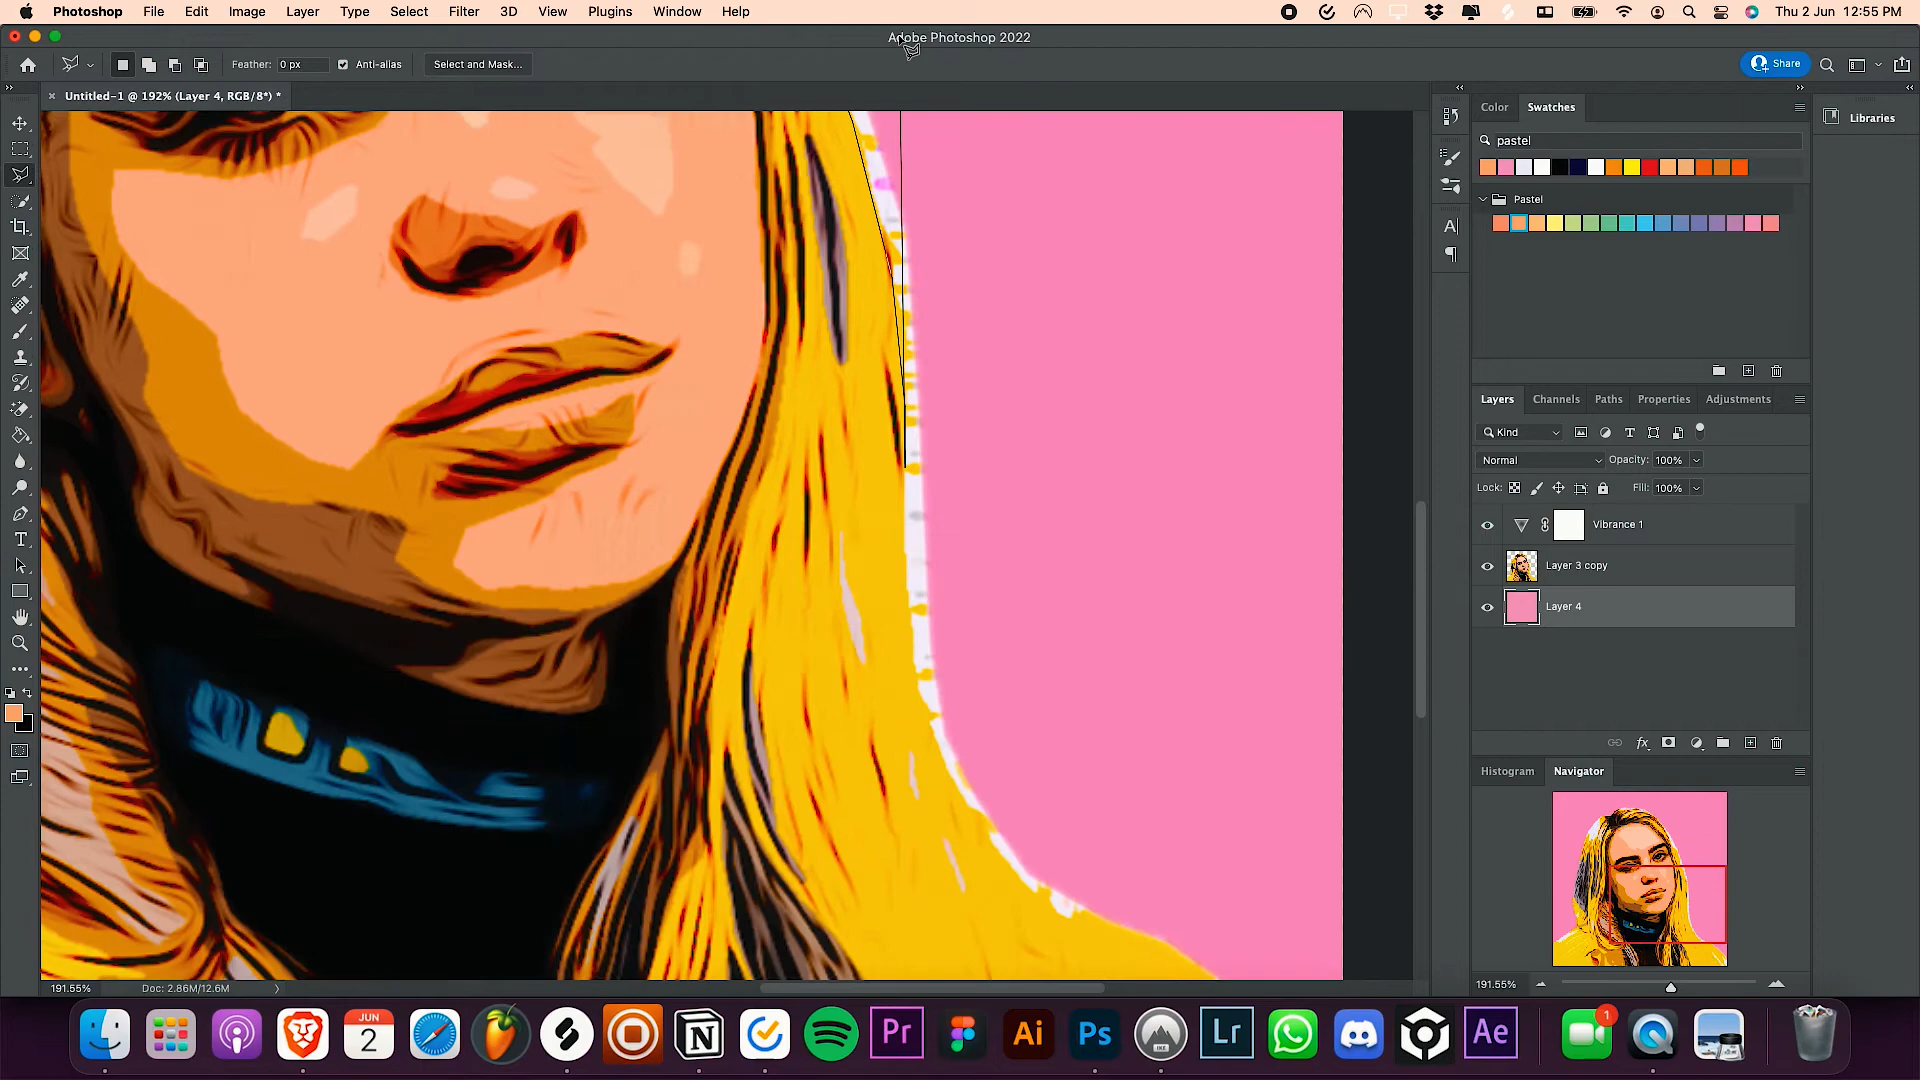 Photoshop File Edit Image Layer Type Select Filter 3D View Plugins Window Help Thu 2 Jun 12:55 PM
Adobe Photoshop 2022
Feather: 0 px Anti-alias Select and Mask... Share
Untitled-1 @ 192% (Layer 4, RGB/8*) *
Color Swatches
Libraries
pastel
Pastel
Layers Channels Paths Properties Adjustments
Kind
Normal Opacity: 100%
Lock: Fill: 100%
Vibrance 1
Layer 3 copy
Layer 4
fx
Histogram Navigator
191.55% Doc: 2.86M/12.6M
191.55%
JUN
2
Pr Ai Ps Lr Ae
1